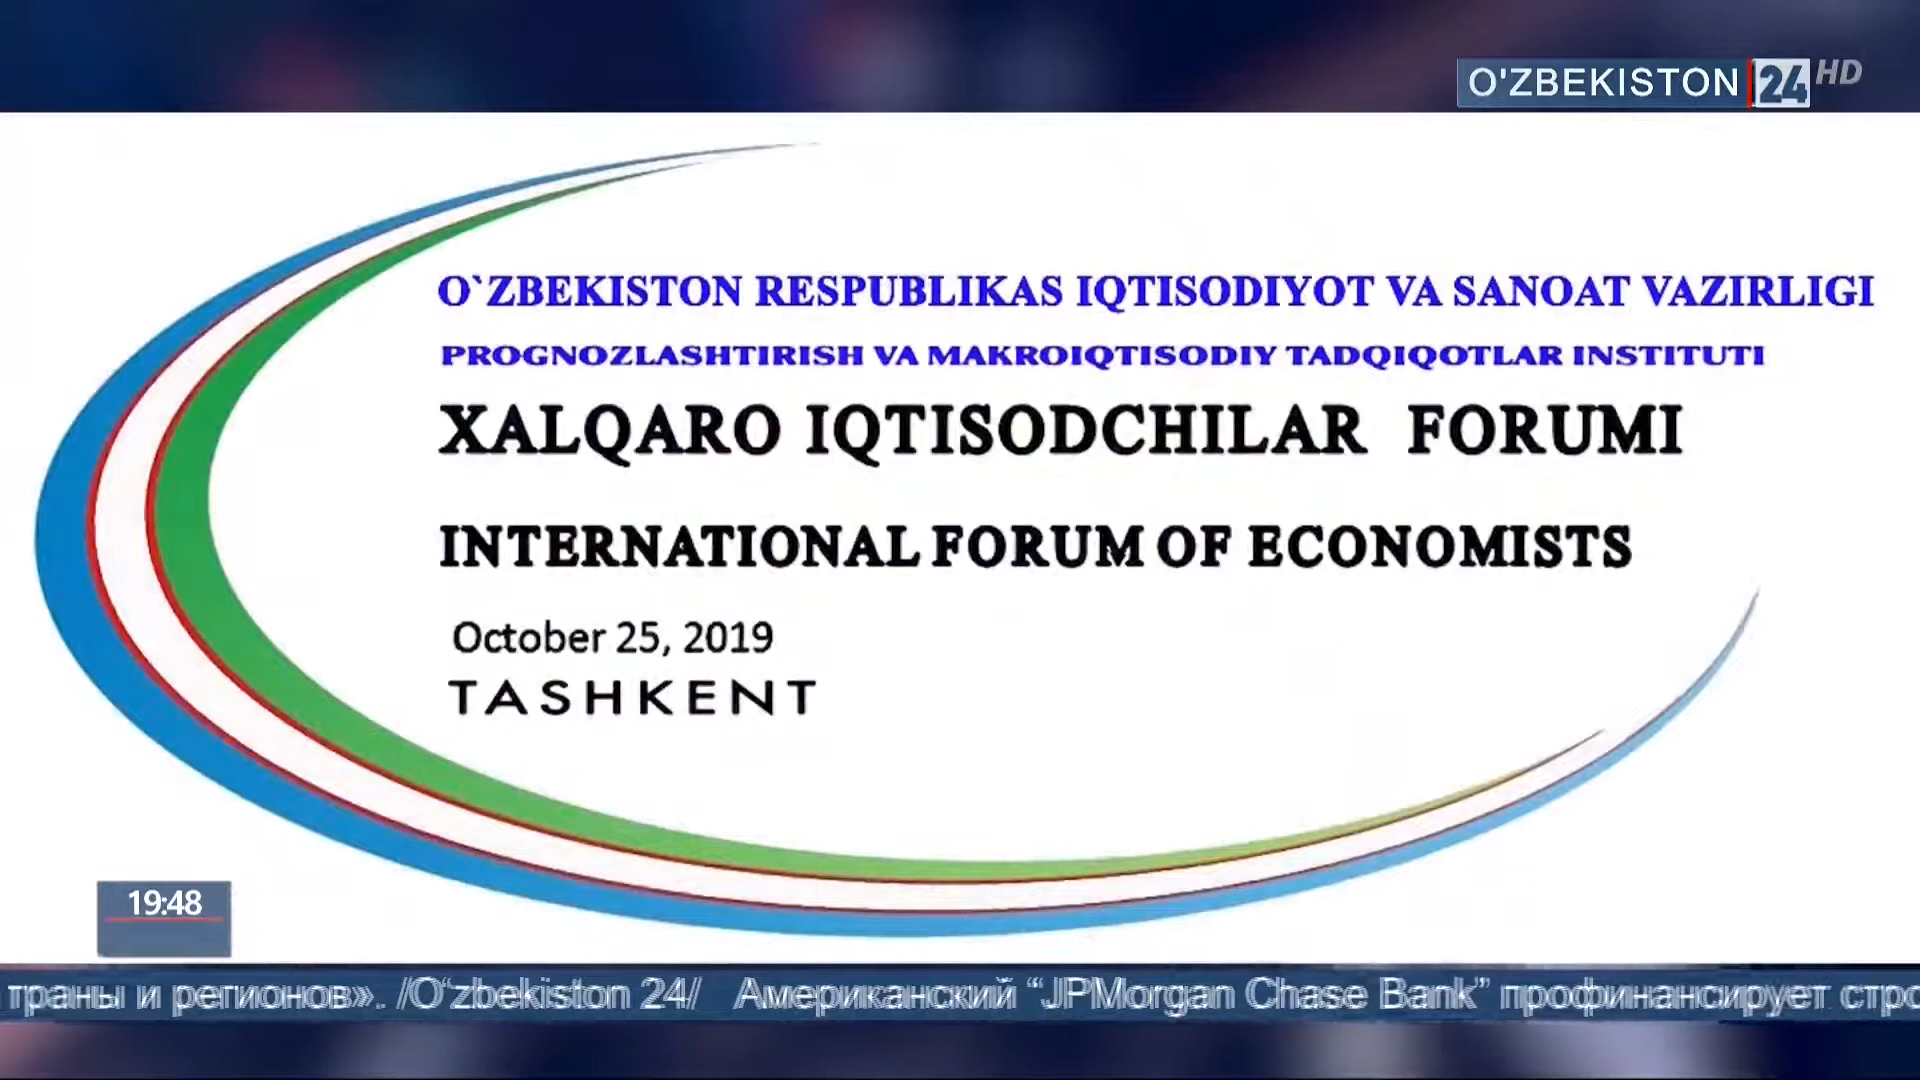 O'ZBEKISTON 24 HD
O`ZBEKISTON RESPUBLIKAS IQTISODIYOT VA SANOAT VAZIRLIGI
PROGNOZLASHTIRISH VA MAKROIQTISODIY TADQIQOTLAR INSTITUTI
XALQARO IQTISODCHILAR FORUMI
INTERNATIONAL FORUM OF ECONOMISTS
October 25, 2019
TASHKENT
19:48
траны и регионов». /O‘zbekiston 24/ Американский “JPMorgan Chase Bank” профинансирует стро